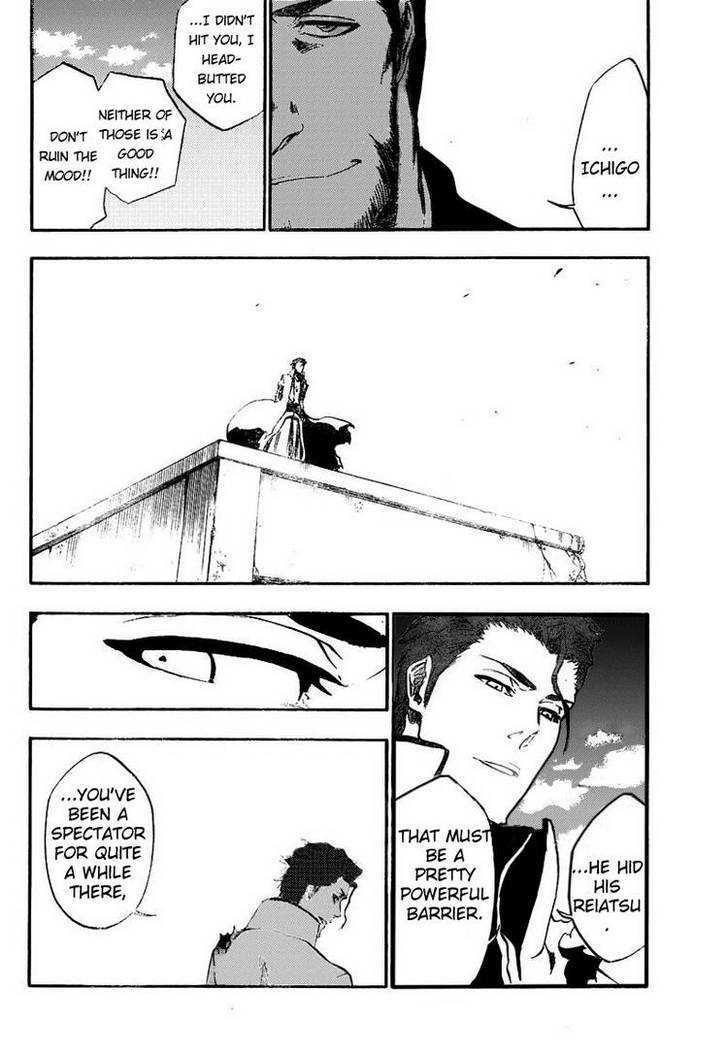 ...
ICHIGO
...
...I DIDN'T
HIT YOU, I
HEAD-
BUTTED
YOU.
NEITHER OF
THOSE IS A
GOOD
THING!!
DON'T
RUIN THE
MOOD!!
...HE HID
HIS
REIATSU
THAT MUST
BE A
PRETTY
POWERFUL
BARRIER.
...YOU'VE
BEEN A
SPECTATOR
FOR QUITE
A WHILE
THERE,